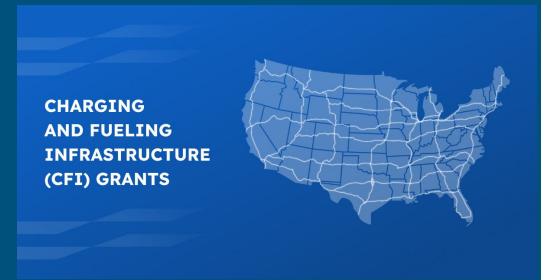 CHARGING
AND FUELING
INFRASTRUCTURE
(CFI) GRANTS